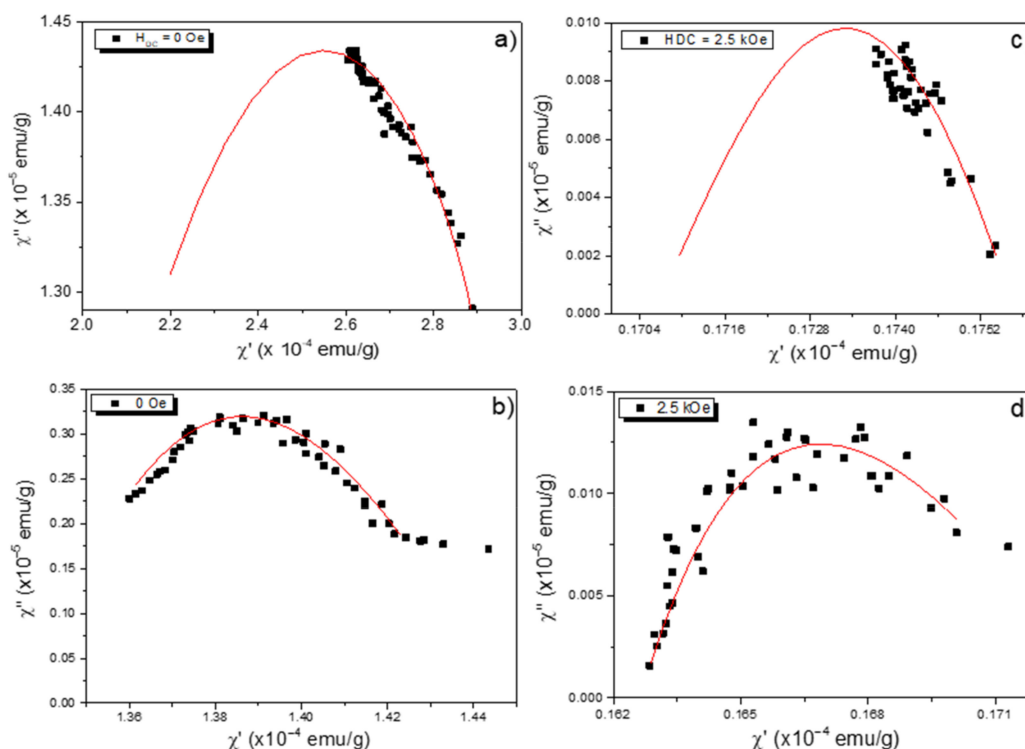 a)
H_DC = 0 Oe
1.45
1.40
1.35
1.30
χ'' (x 10⁻⁵ emu/g)
2.0 2.2 2.4 2.6 2.8 3.0
χ' (x 10⁻⁴ emu/g)
c)
HDC = 2.5 kOe
0.010
0.008
0.006
0.004
0.002
0.000
χ'' (x 10⁻⁵ emu/g)
0.1704 0.1716 0.1728 0.1740 0.1752
χ' (x 10⁻⁴ emu/g)
b)
0 Oe
0.35
0.30
0.25
0.20
0.15
0.10
0.05
0.00
χ'' (x10⁻⁵ emu/g)
1.36 1.38 1.40 1.42 1.44
χ' (x10⁻⁴ emu/g)
d)
2.5 kOe
0.015
0.010
0.005
0.000
χ'' (x10⁻⁵ emu/g)
0.162 0.165 0.168 0.171
χ' (x10⁻⁴ emu/g)